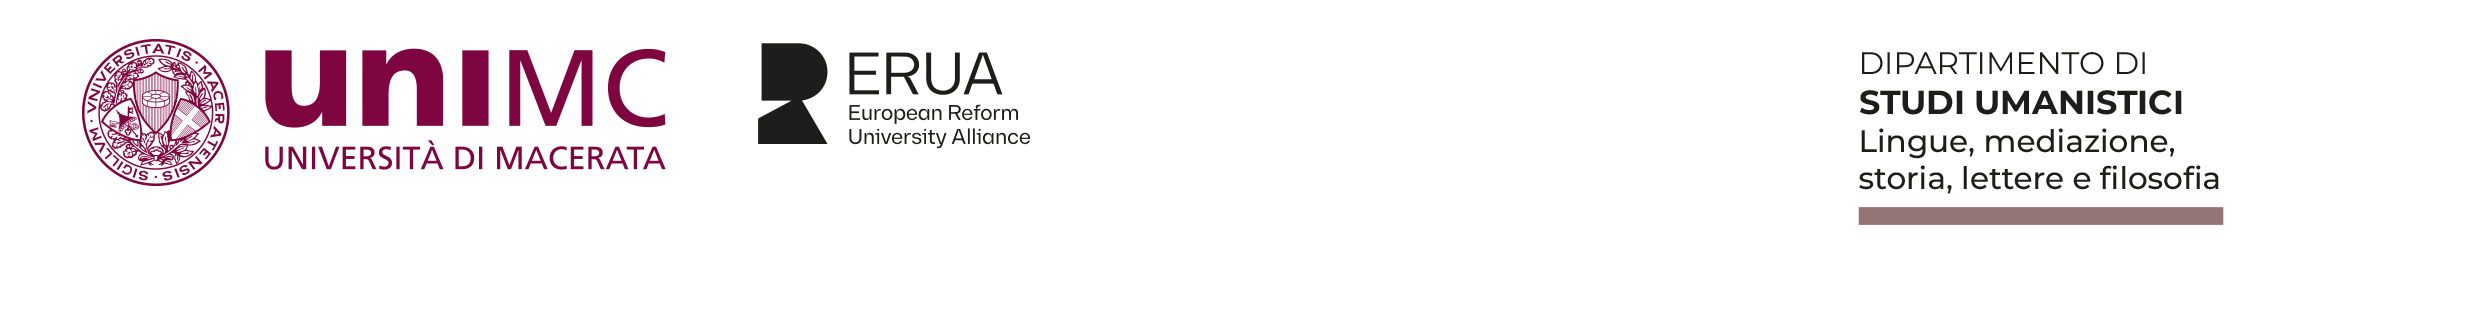 · SIGILLVM · VNIVERSITATIS · MACERATENSIS
uniMC
UNIVERSITÀ DI MACERATA
ERUA
European Reform
University Alliance
DIPARTIMENTO DI
STUDI UMANISTICI
Lingue, mediazione,
storia, lettere e filosofia